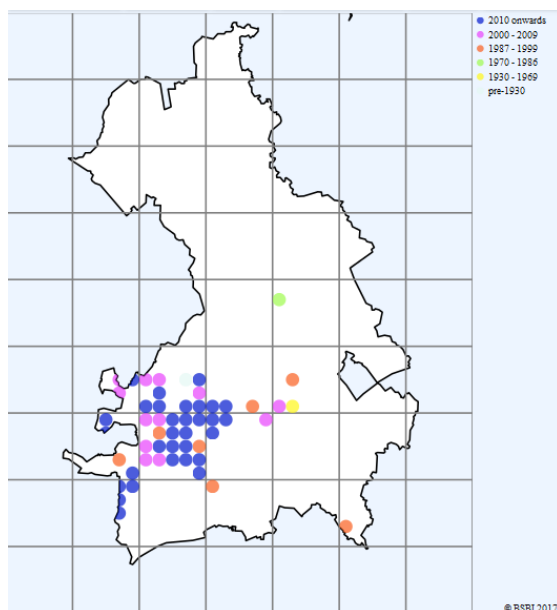 2010 onwards
2000 - 2009
1987 - 1999
1970 - 1986
1930 - 1969
pre-1930
© BSBI 2017